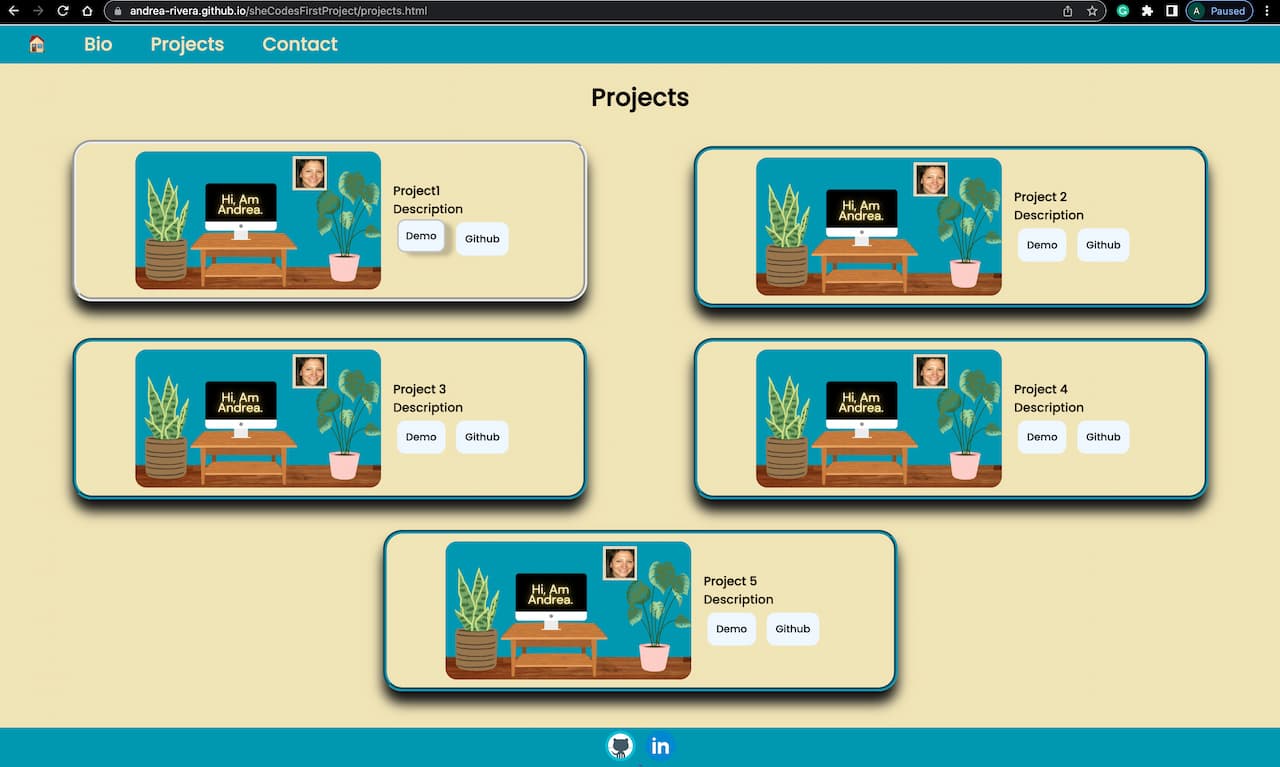 andrea-rivera.github.io/sheCodesFirstProject/projects.html
A Paused
Bio Projects Contact
Projects
Hi, Am
Andrea.
Project1
Description
Demo Github
Hi, Am
Andrea.
Project 2
Description
Demo Github
Hi, Am
Andrea.
Project 3
Description
Demo Github
Hi, Am
Andrea.
Project 4
Description
Demo Github
Hi, Am
Andrea.
Project 5
Description
Demo Github
in